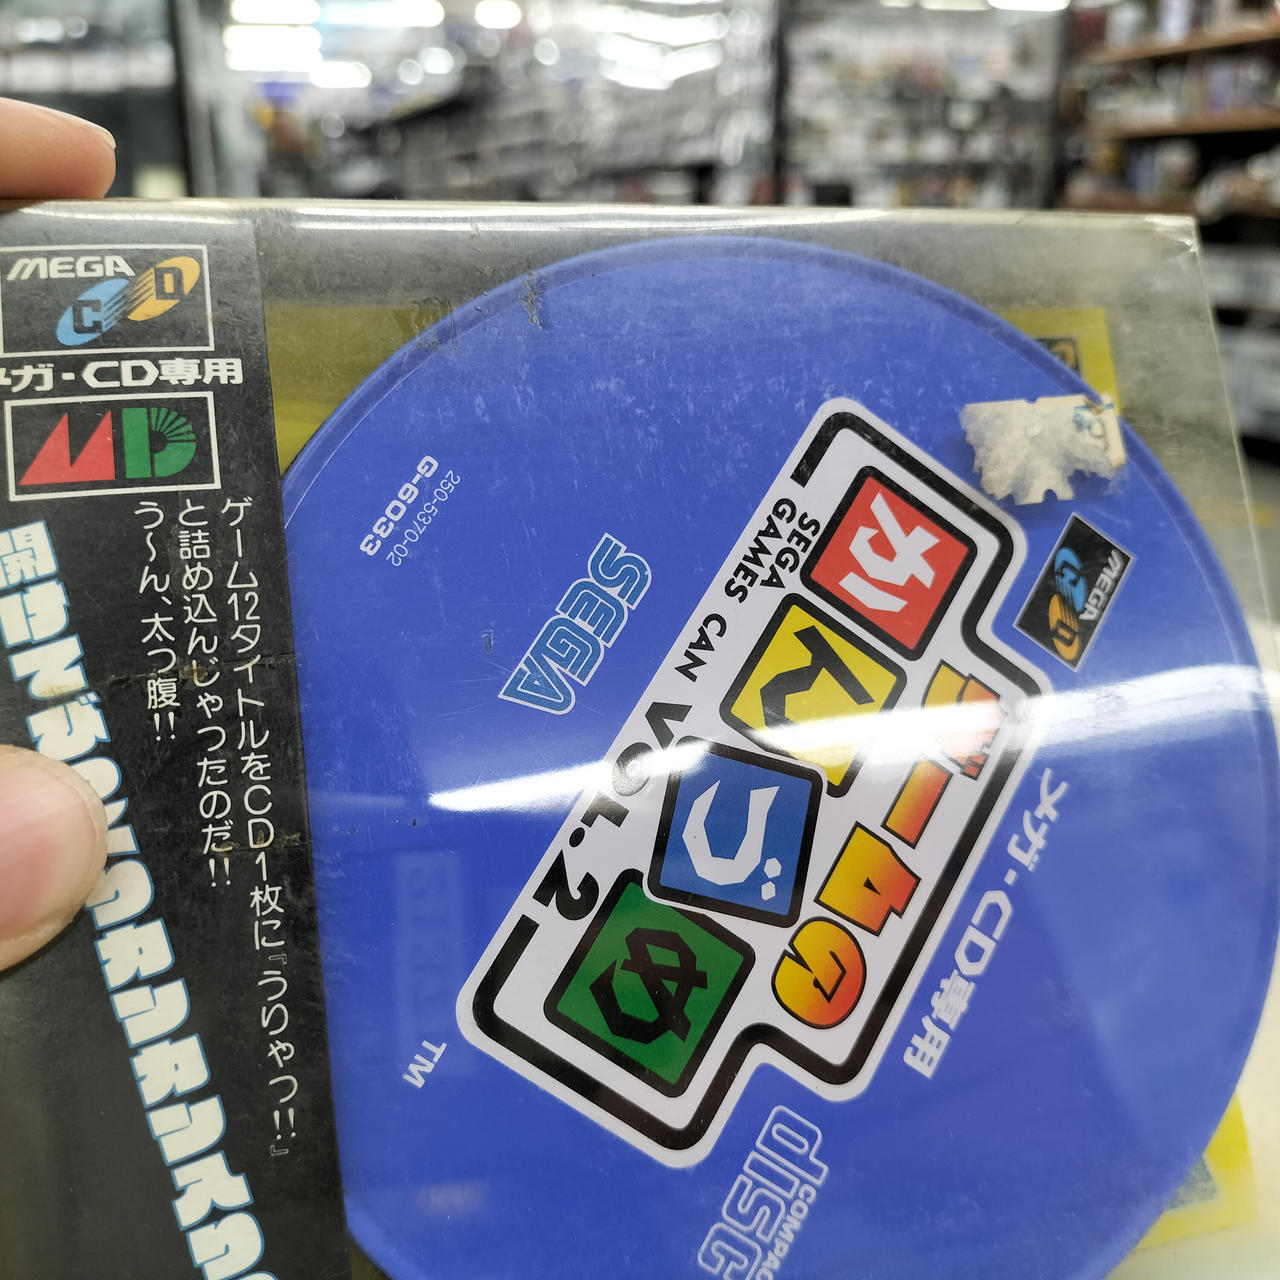 MEGA
CD
メガ-CD専用
MD
ゲーム12タイトルをCD1枚に『うりゃつ!!』
と詰め込んじゃったのだ!!
う〜ん、太っ腹!!
G-6033
250-5370-02
SEGA
TM
SEGA
GAMES CAN VOL.2
ゲームの
かんづめ
MEGA
CD
メガ-CD専用
COMPACT
disc